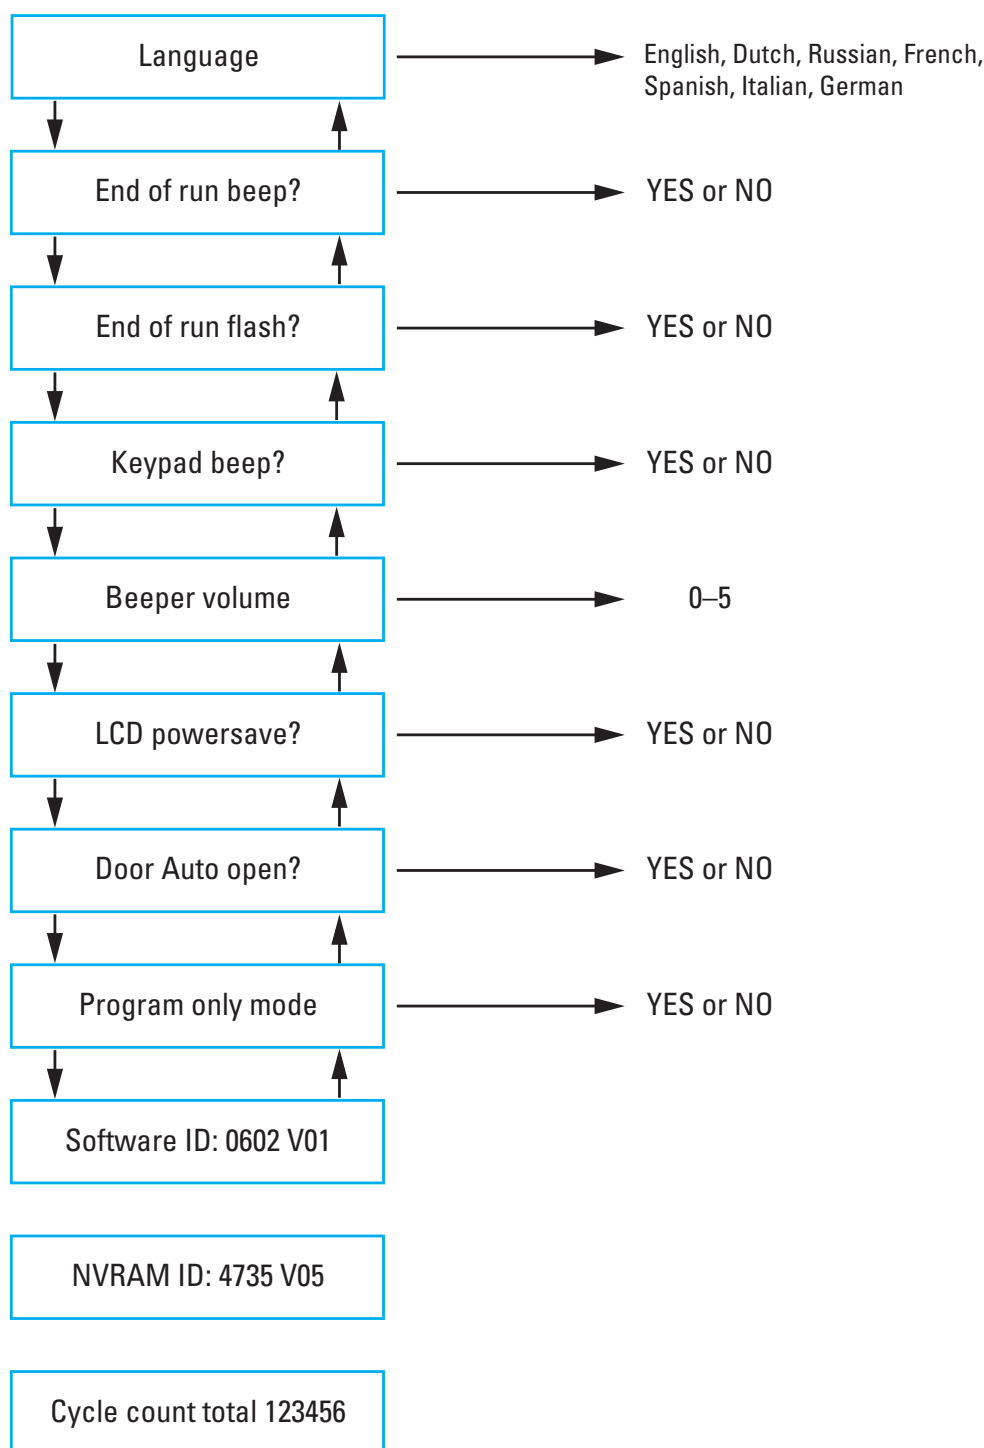 Language
English, Dutch, Russian, French,
Spanish, Italian, German
End of run beep?
YES or NO
End of run flash?
YES or NO
Keypad beep?
YES or NO
Beeper volume
0–5
LCD powersave?
YES or NO
Door Auto open?
YES or NO
Program only mode
YES or NO
Software ID: 0602 V01
NVRAM ID: 4735 V05
Cycle count total 123456